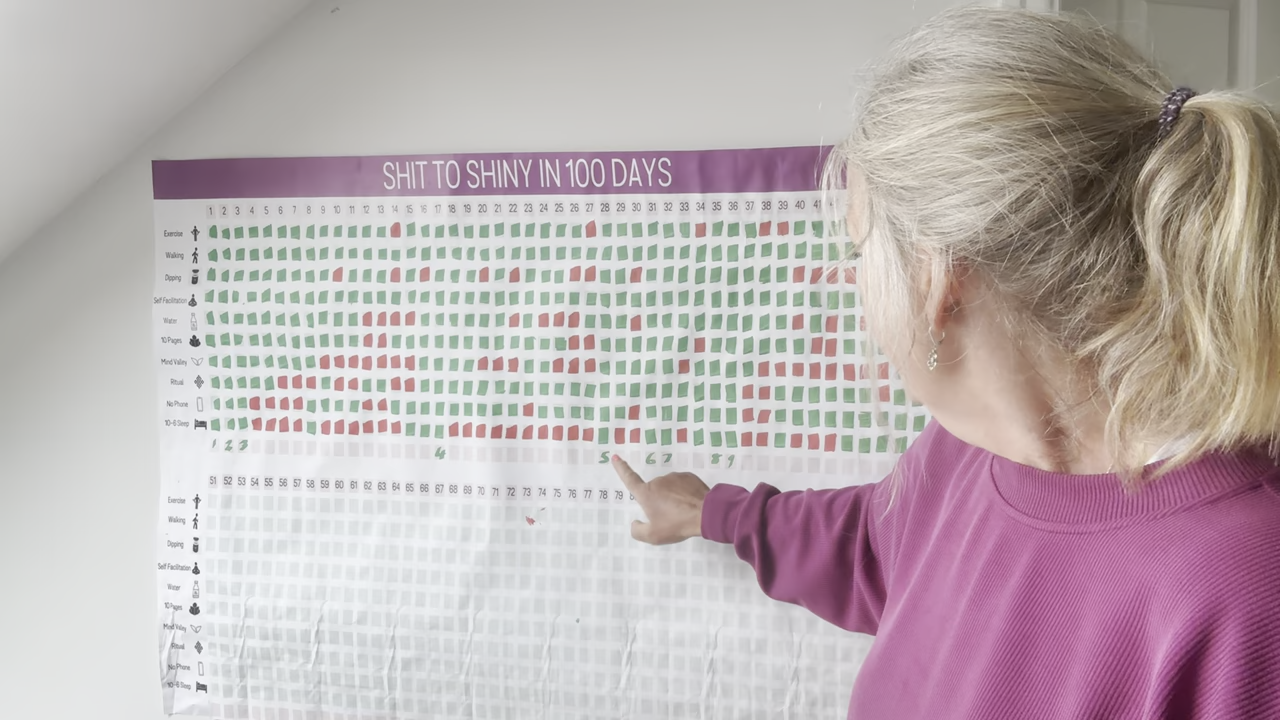 SHIT TO SHINY IN 100 DAYS
1 2 3 4 5 6 7 8 9 10 11 12 13 14 15 16 17 18 19 20 21 22 23 24 25 26 27 28 29 30 31 32 33 34 35 36 37 38 39 40 41
Exercise
Walking
Dipping
Self Facilitation
Water
10 Pages
Mind Valley
Ritual
No Phone
10-6 Sleep
1 2 3 4 5 6 7 8 9
51 52 53 54 55 56 57 58 59 60 61 62 63 64 65 66 67 68 69 70 71 72 73 74 75 76 77 78 79
Exercise
Walking
Dipping
Self Facilitation
Water
10 Pages
Mind Valley
Ritual
No Phone
10-6 Sleep